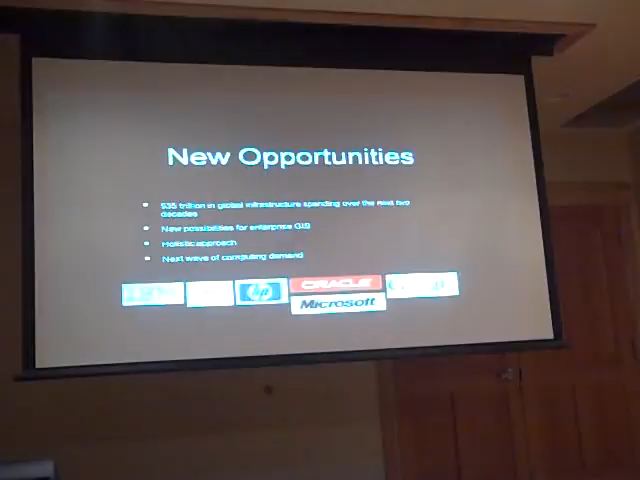 New Opportunities
$35 trillion in global infrastructure spending over the next two
decades
New possibilities for enterprise GIS
Holistic approach
Next wave of computing demand
hp
ORACLE
Microsoft